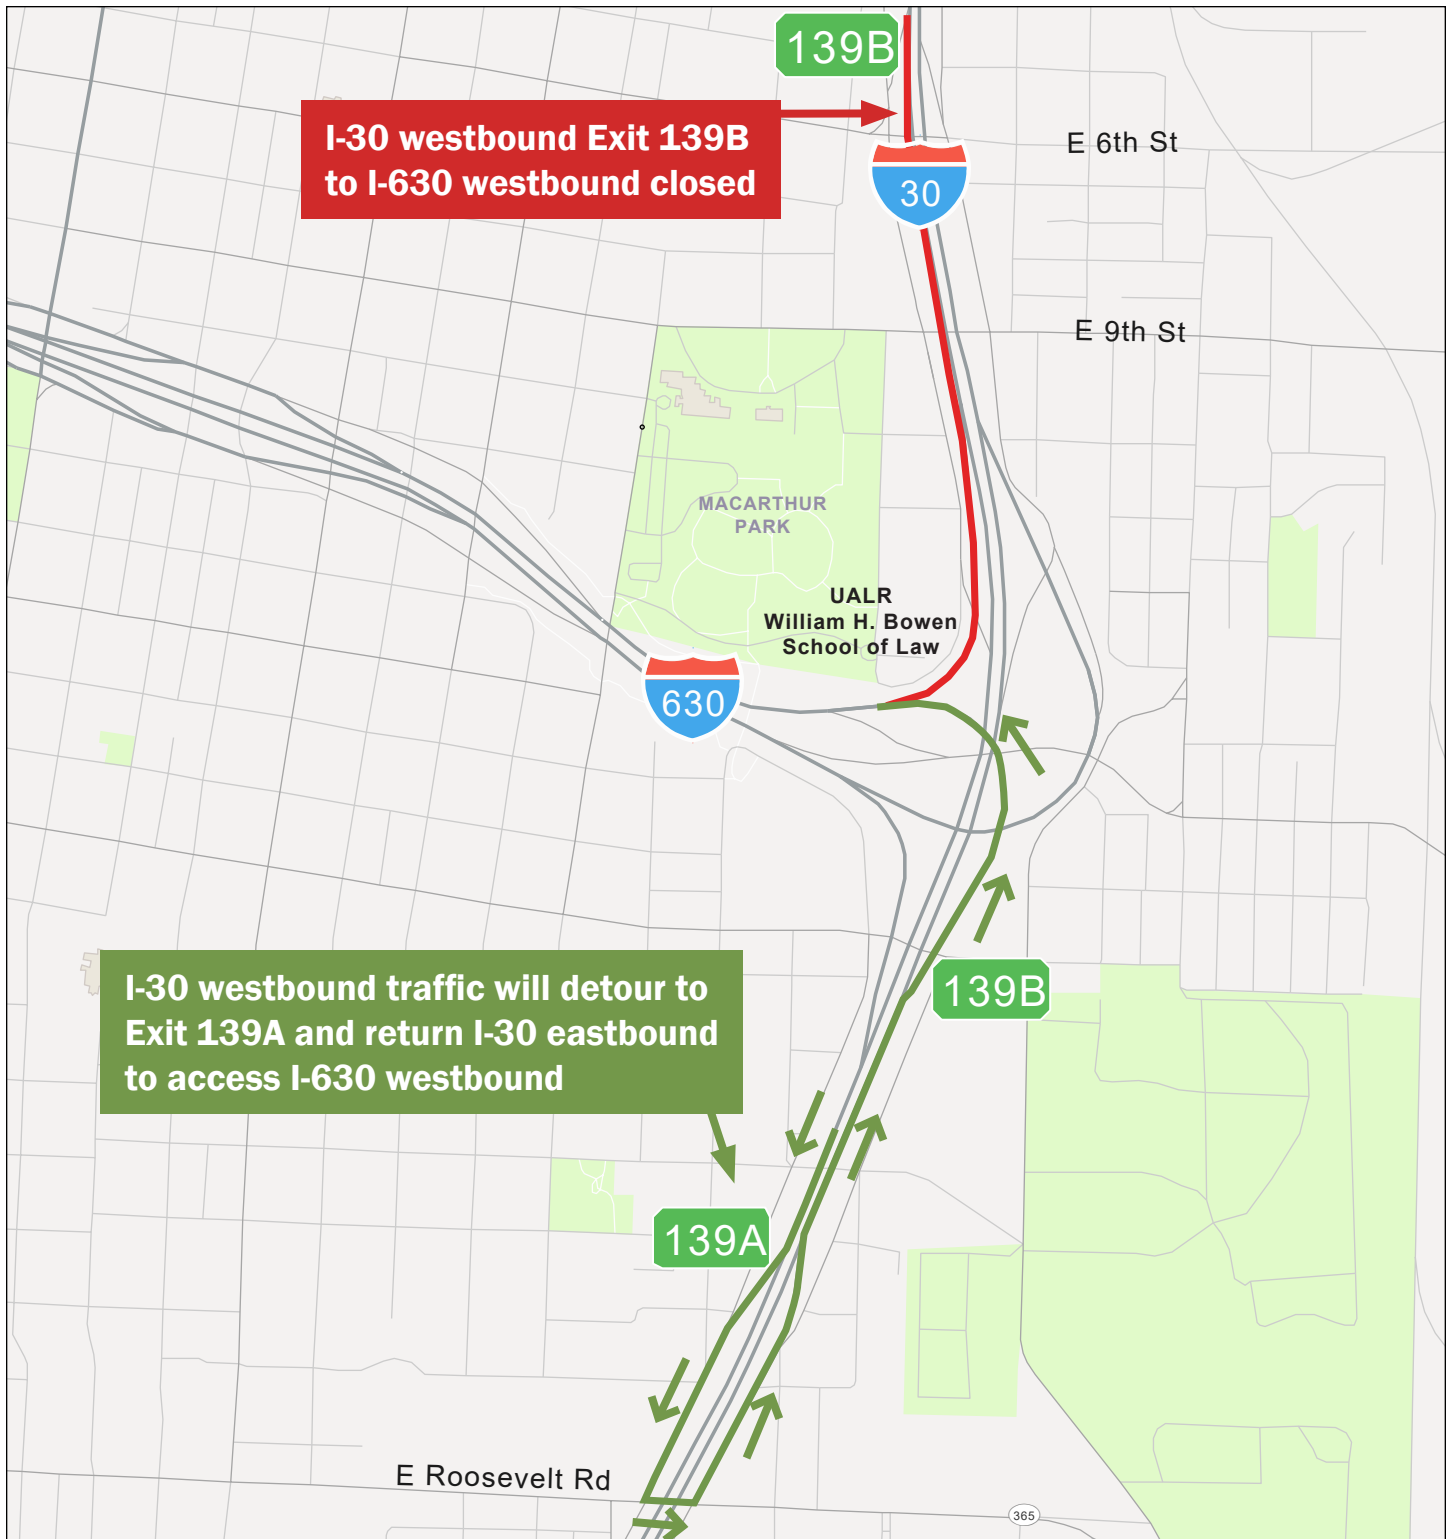 139B
I-30 westbound Exit 139B
to I-630 westbound closed
E 6th St
30
E 9th St
MACARTHUR
PARK
UALR
William H. Bowen
School of Law
630
I-30 westbound traffic will detour to
Exit 139A and return I-30 eastbound
to access I-630 westbound
139B
139A
E Roosevelt Rd
365